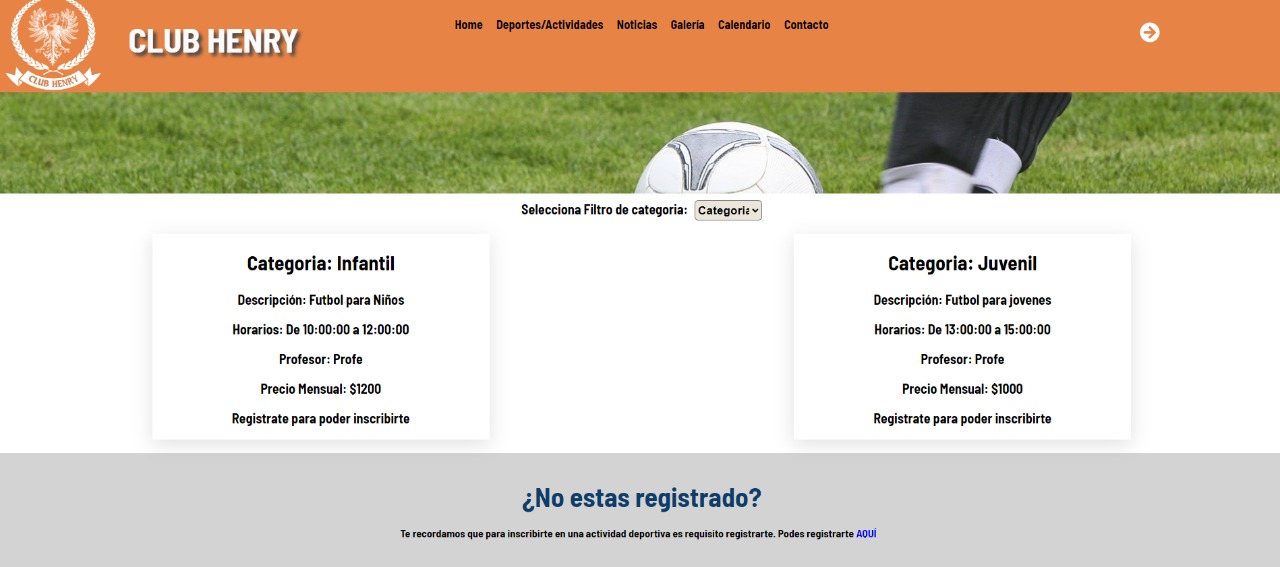 CLUB HENRY
CLUB HENRY
Home Deportes/Actividades Noticias Galería Calendario Contacto
Selecciona Filtro de categoria: Categoria
Categoria: Infantil
Descripción: Futbol para Niños
Horarios: De 10:00:00 a 12:00:00
Profesor: Profe
Precio Mensual: $1200
Registrate para poder inscribirte
Categoria: Juvenil
Descripción: Futbol para jovenes
Horarios: De 13:00:00 a 15:00:00
Profesor: Profe
Precio Mensual: $1000
Registrate para poder inscribirte
¿No estas registrado?
Te recordamos que para inscribirte en una actividad deportiva es requisito registrarte. Podes registrarte AQUÍ